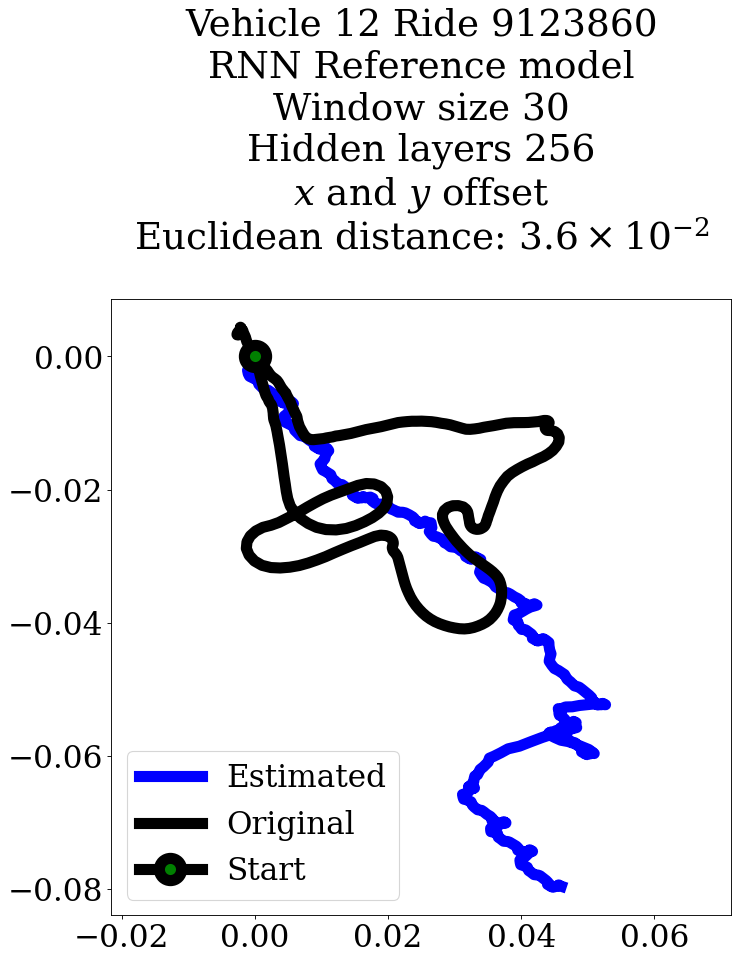 Vehicle 12 Ride 9123860
RNN Reference model
Window size 30
Hidden layers 256
x and y offset
Euclidean distance: 3.6 × 10⁻²
0.00
−0.02
−0.04
−0.06
−0.08
Estimated
Original
Start
−0.02 0.00 0.02 0.04 0.06